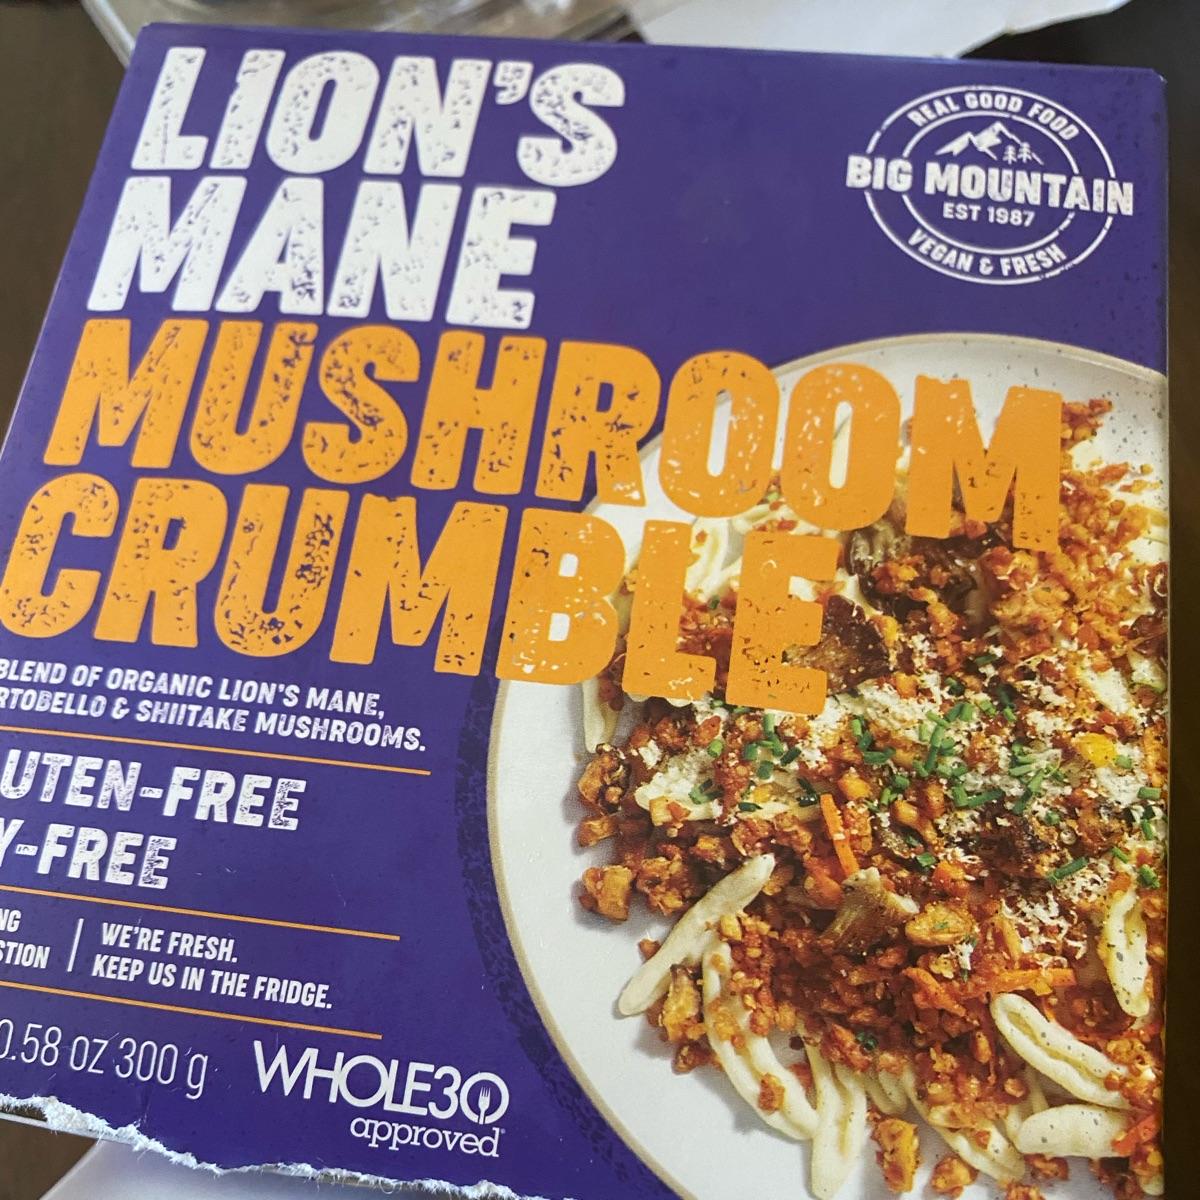 LION'S
MANE
MUSHROOM
CRUMBLE
REAL GOOD FOOD
BIG MOUNTAIN
EST 1987
VEGAN & FRESH
BLEND OF ORGANIC LION'S MANE,
RTOBELLO & SHIITAKE MUSHROOMS.
UTEN-FREE
Y-FREE
NG
STION
WE'RE FRESH.
KEEP US IN THE FRIDGE.
0.58 oz 300 g
WHOLE30
approved